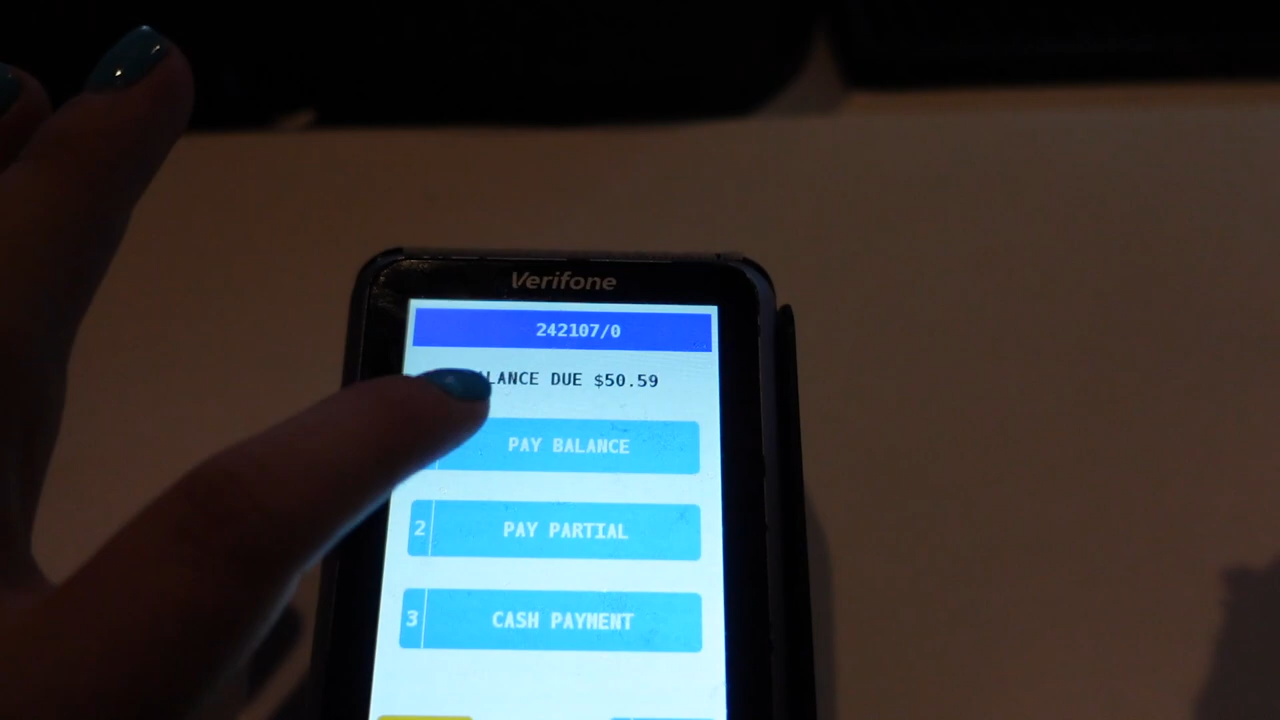 Verifone
242107/0
LANCE DUE $50.59
PAY BALANCE
2 PAY PARTIAL
3 CASH PAYMENT